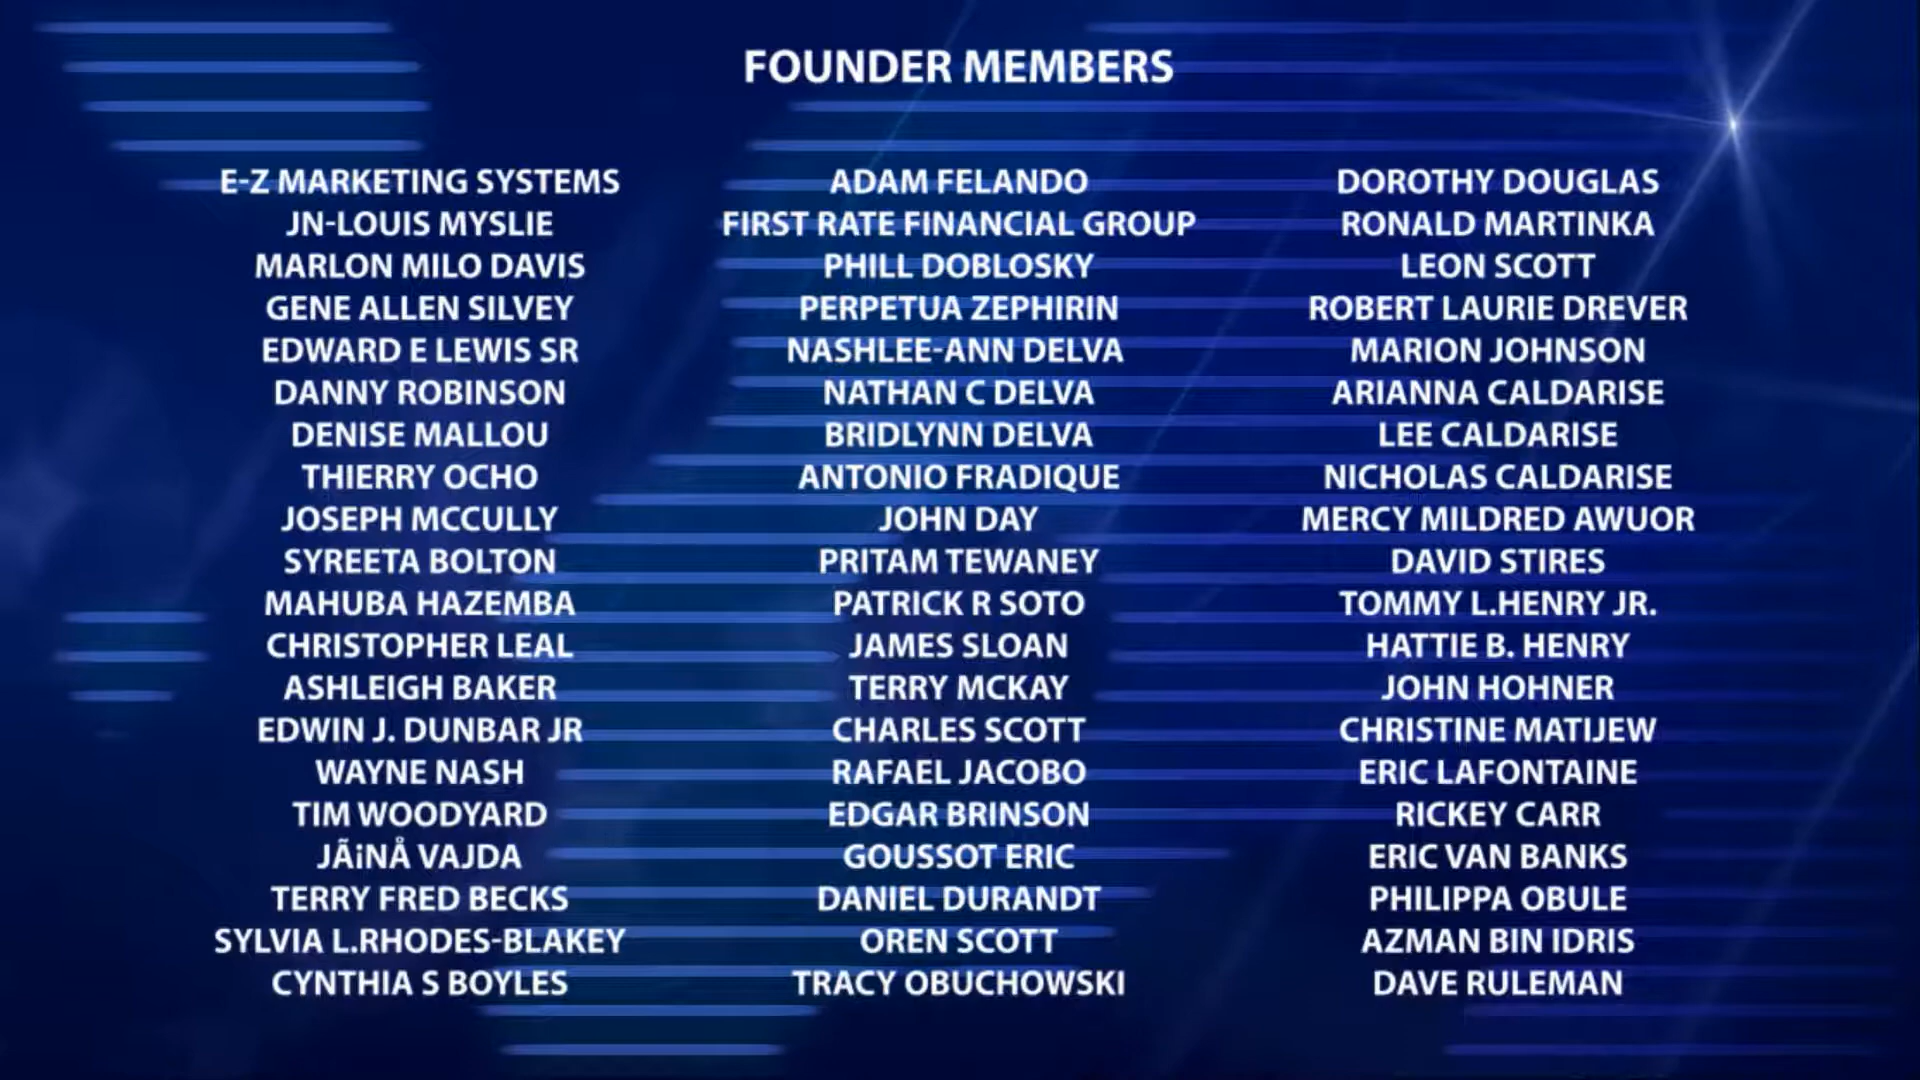 FOUNDER MEMBERS
E-Z MARKETING SYSTEMS
JN-LOUIS MYSLIE
MARLON MILO DAVIS
GENE ALLEN SILVEY
EDWARD E LEWIS SR
DANNY ROBINSON
DENISE MALLOU
THIERRY OCHO
JOSEPH MCCULLY
SYREETA BOLTON
MAHUBA HAZEMBA
CHRISTOPHER LEAL
ASHLEIGH BAKER
EDWIN J. DUNBAR JR
WAYNE NASH
TIM WOODYARD
JÃ¡NÅ VAJDA
TERRY FRED BECKS
SYLVIA L.RHODES-BLAKEY
CYNTHIA S BOYLES
ADAM FELANDO
FIRST RATE FINANCIAL GROUP
PHILL DOBLOSKY
PERPETUA ZEPHIRIN
NASHLEE-ANN DELVA
NATHAN C DELVA
BRIDLYNN DELVA
ANTONIO FRADIQUE
JOHN DAY
PRITAM TEWANEY
PATRICK R SOTO
JAMES SLOAN
TERRY MCKAY
CHARLES SCOTT
RAFAEL JACOBO
EDGAR BRINSON
GOUSSOT ERIC
DANIEL DURANDT
OREN SCOTT
TRACY OBUCHOWSKI
DOROTHY DOUGLAS
RONALD MARTINKA
LEON SCOTT
ROBERT LAURIE DREVER
MARION JOHNSON
ARIANNA CALDARISE
LEE CALDARISE
NICHOLAS CALDARISE
MERCY MILDRED AWUOR
DAVID STIRES
TOMMY L.HENRY JR.
HATTIE B. HENRY
JOHN HOHNER
CHRISTINE MATIJEW
ERIC LAFONTAINE
RICKEY CARR
ERIC VAN BANKS
PHILIPPA OBULE
AZMAN BIN IDRIS
DAVE RULEMAN